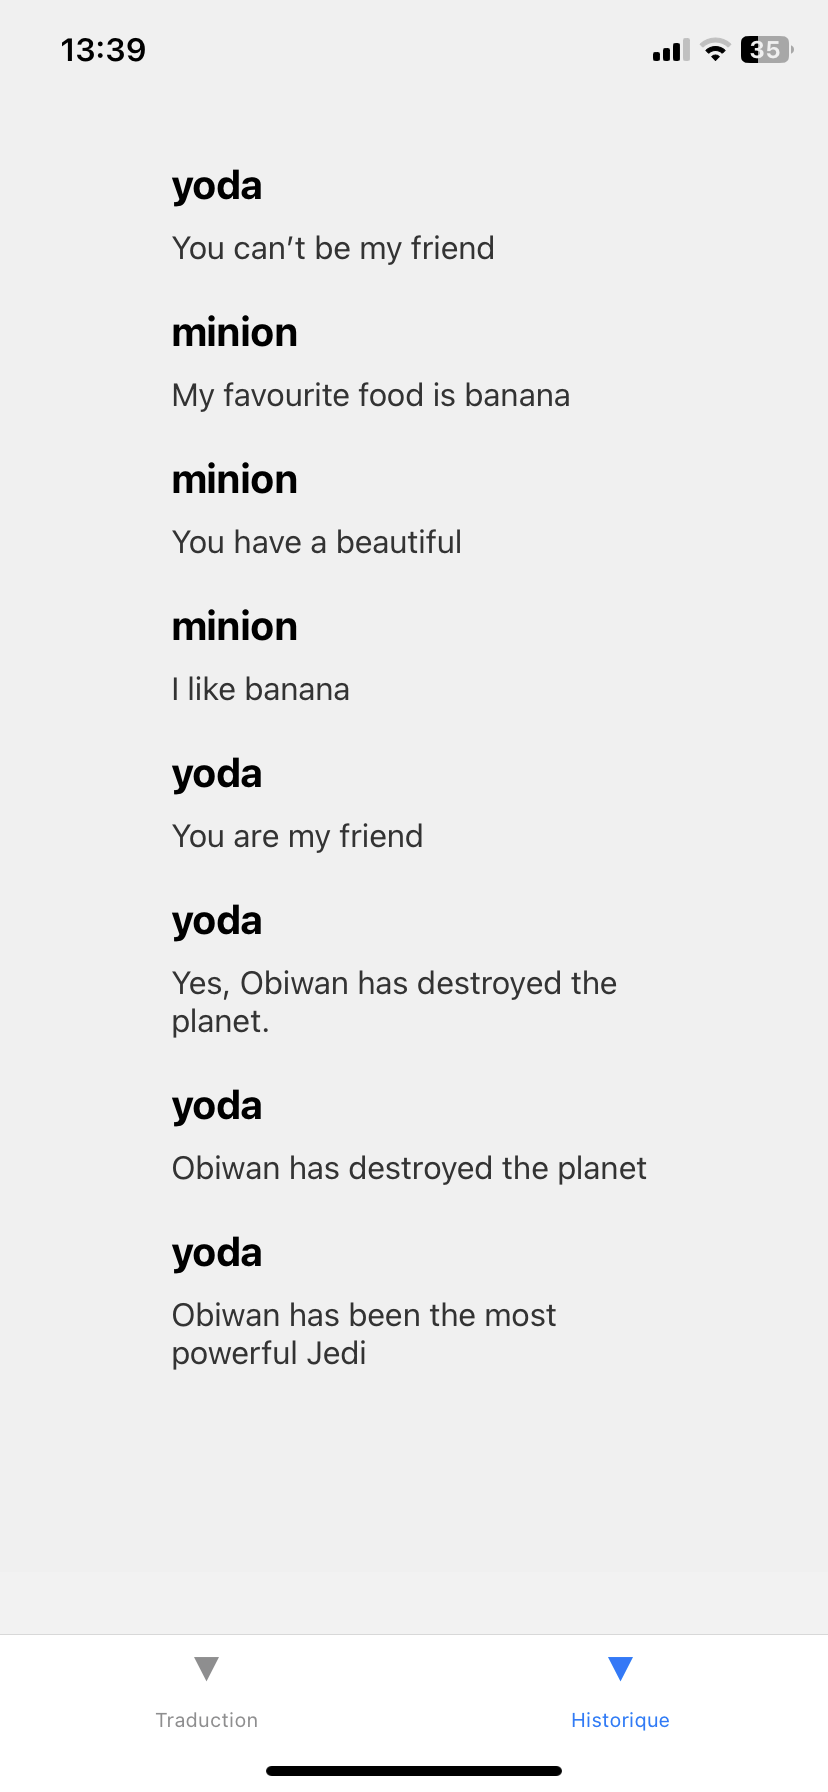 13:39
35
yoda
You can’t be my friend
minion
My favourite food is banana
minion
You have a beautiful
minion
I like banana
yoda
You are my friend
yoda
Yes, Obiwan has destroyed the
planet.
yoda
Obiwan has destroyed the planet
yoda
Obiwan has been the most
powerful Jedi
Traduction
Historique